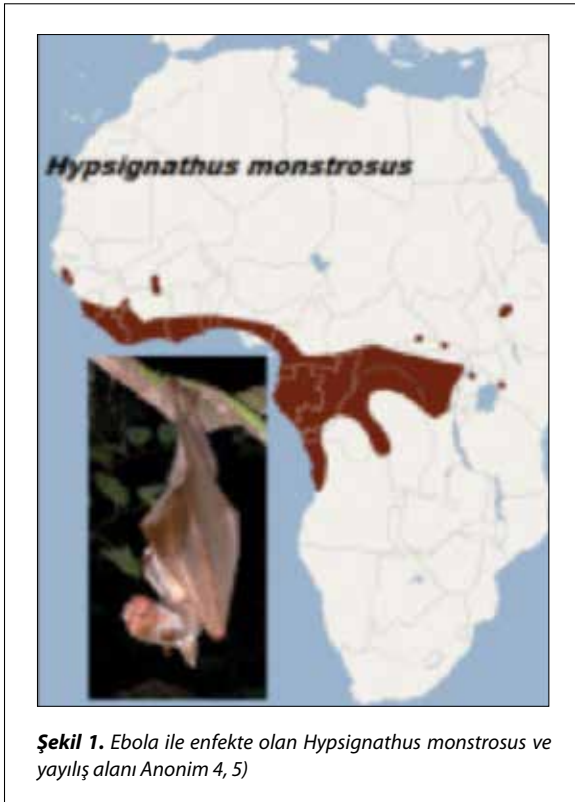 Hypsignathus monstrosus
Şekil 1. Ebola ile enfekte olan Hypsignathus monstrosus ve
yayılış alanı Anonim 4, 5)